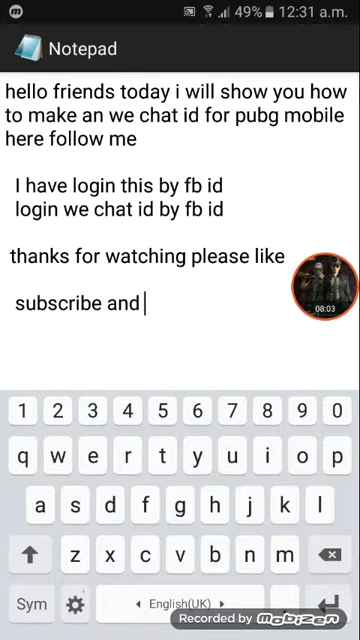 49% 12:31 a.m.
Notepad
hello friends today i will show you how
to make an we chat id for pubg mobile
here follow me
I have login this by fb id
login we chat id by fb id
thanks for watching please like
08:03
subscribe and
1 2 3 4 5 6 7 8 9 0
q w e r t y u i o p
a s d f g h j k l
z x c v b n m
Sym English(UK)
Recorded by Mobizen